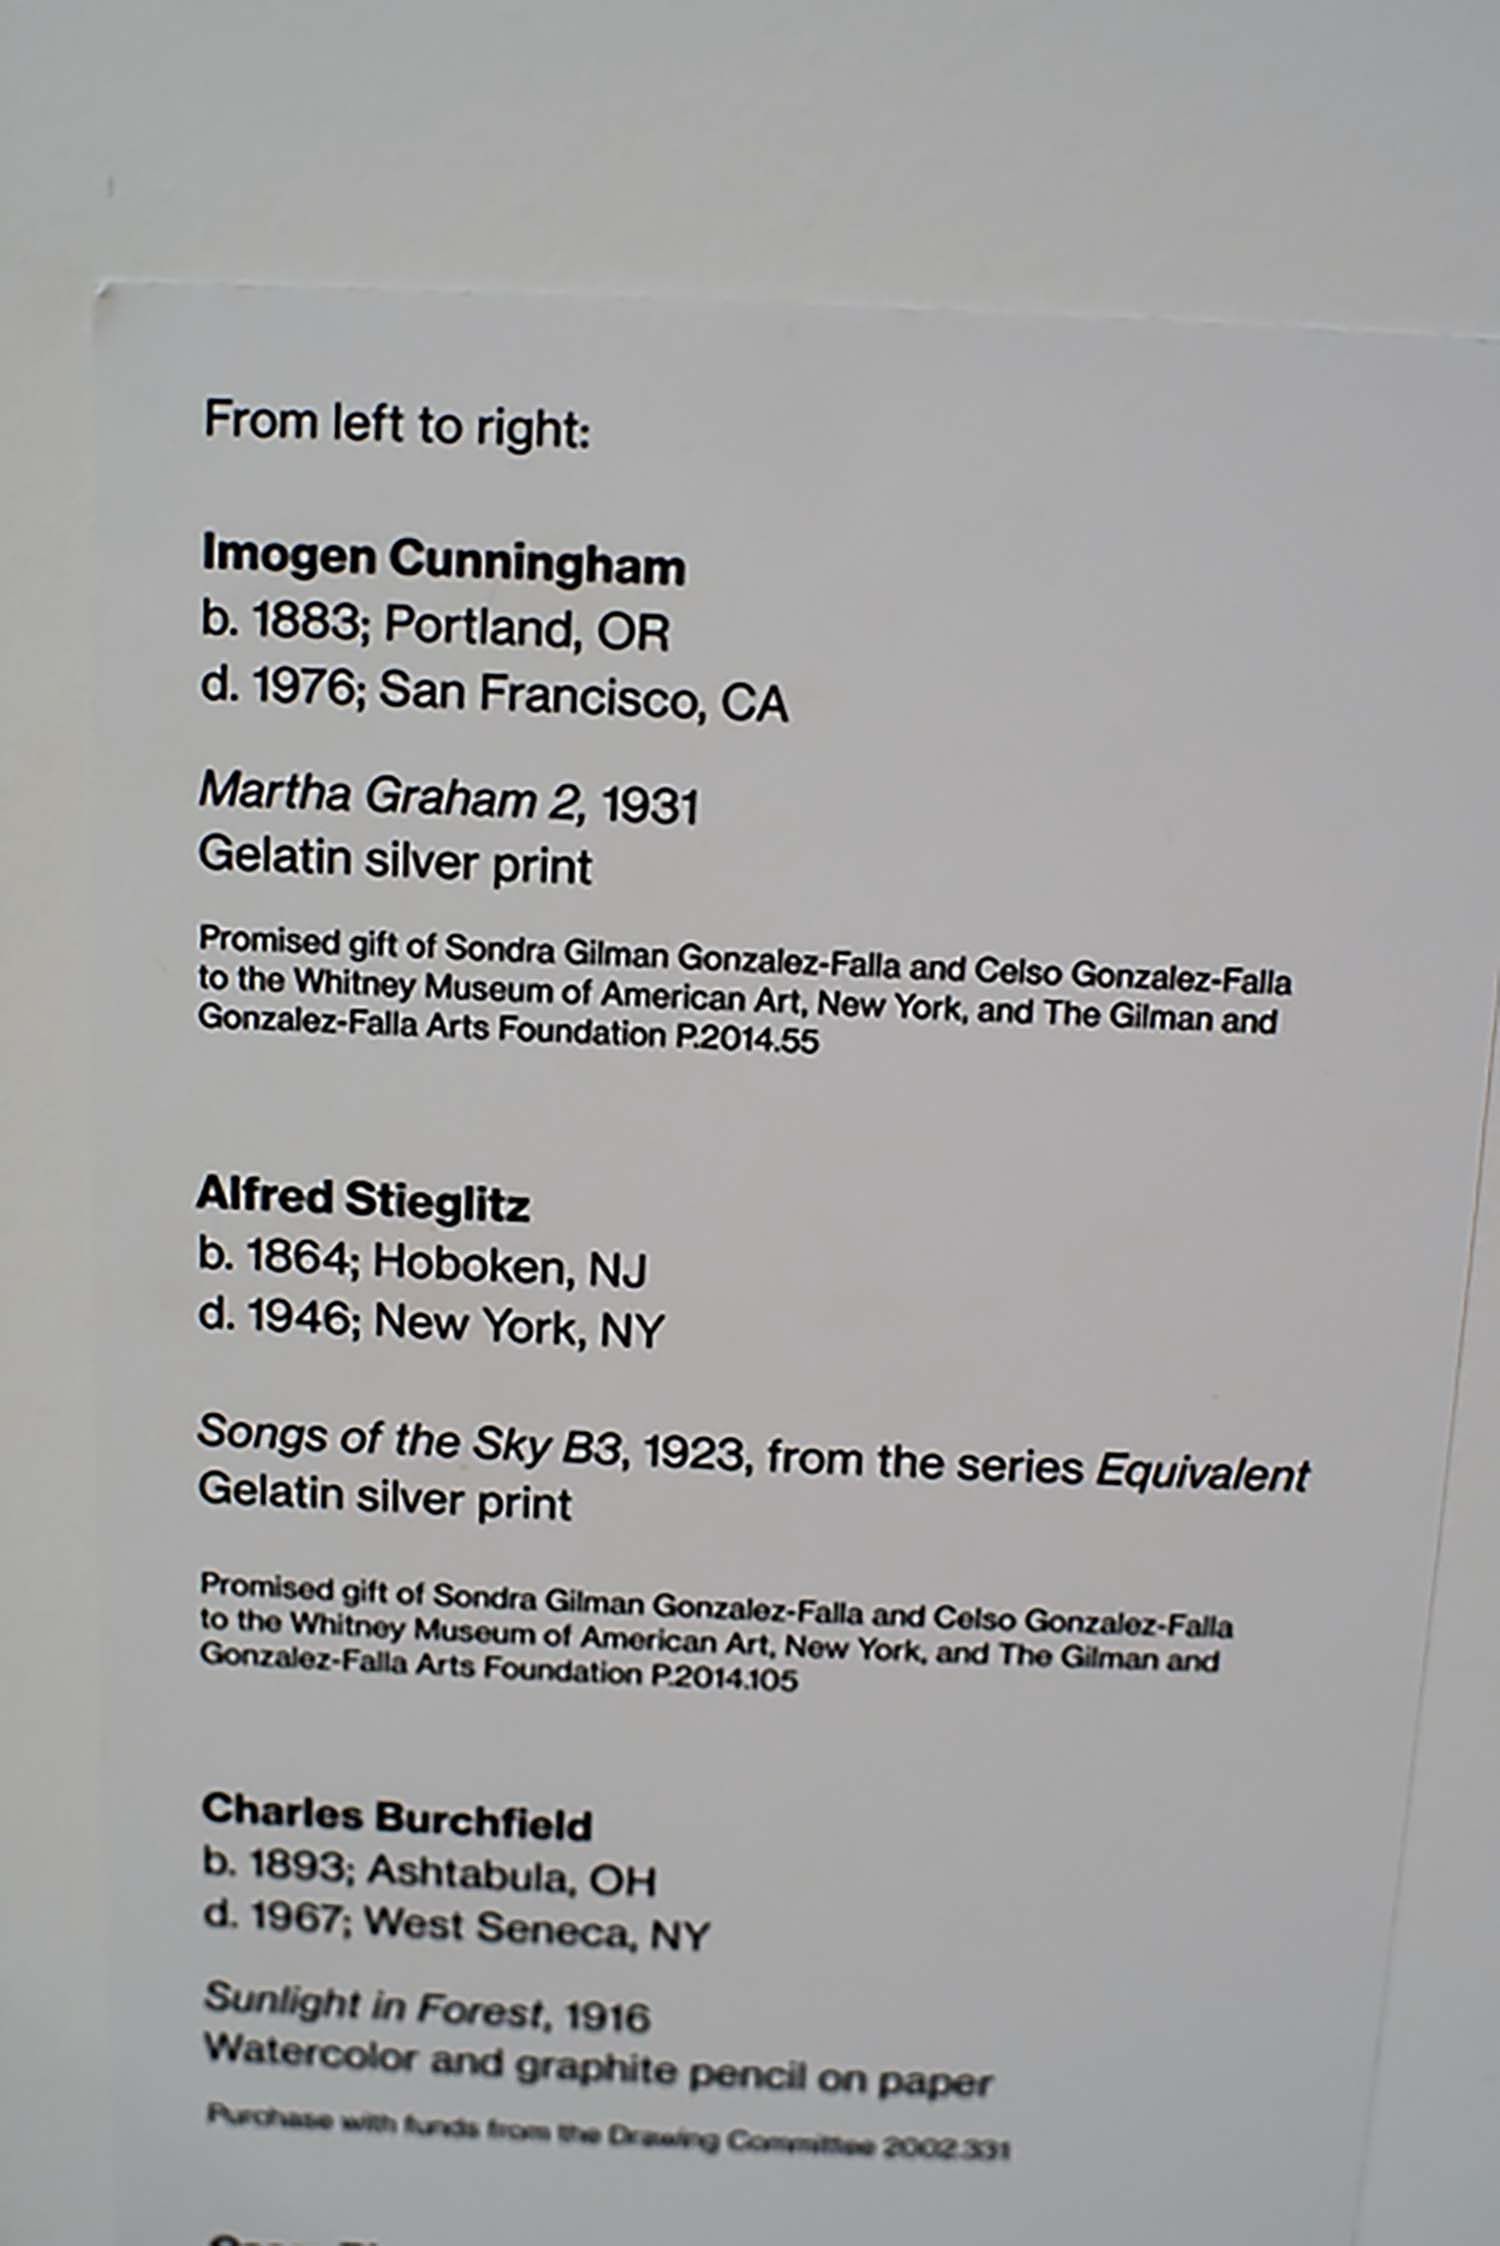 From left to right:
Imogen Cunningham
b. 1883; Portland, OR
d. 1976; San Francisco, CA
Martha Graham 2, 1931
Gelatin silver print
Promised gift of Sondra Gilman Gonzalez-Falla and Celso Gonzalez-Falla
to the Whitney Museum of American Art, New York, and The Gilman and
Gonzalez-Falla Arts Foundation P.2014.55
Alfred Stieglitz
b. 1864; Hoboken, NJ
d. 1946; New York, NY
Songs of the Sky B3, 1923, from the series Equivalent
Gelatin silver print
Promised gift of Sondra Gilman Gonzalez-Falla and Celso Gonzalez-Falla
to the Whitney Museum of American Art, New York, and The Gilman and
Gonzalez-Falla Arts Foundation P.2014.105
Charles Burchfield
b. 1893; Ashtabula, OH
d. 1967; West Seneca, NY
Sunlight in Forest, 1916
Watercolor and graphite pencil on paper
Purchase with funds from the Drawing Committee 2002.331